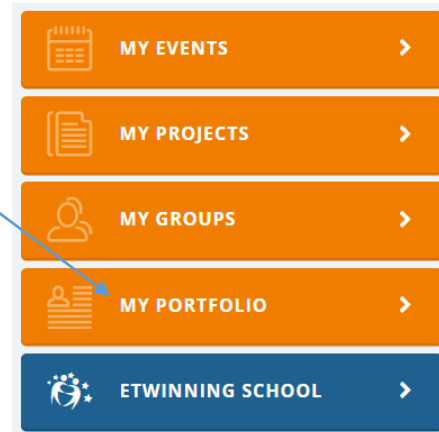 MY EVENTS
MY PROJECTS
MY GROUPS
MY PORTFOLIO
ETWINNING SCHOOL